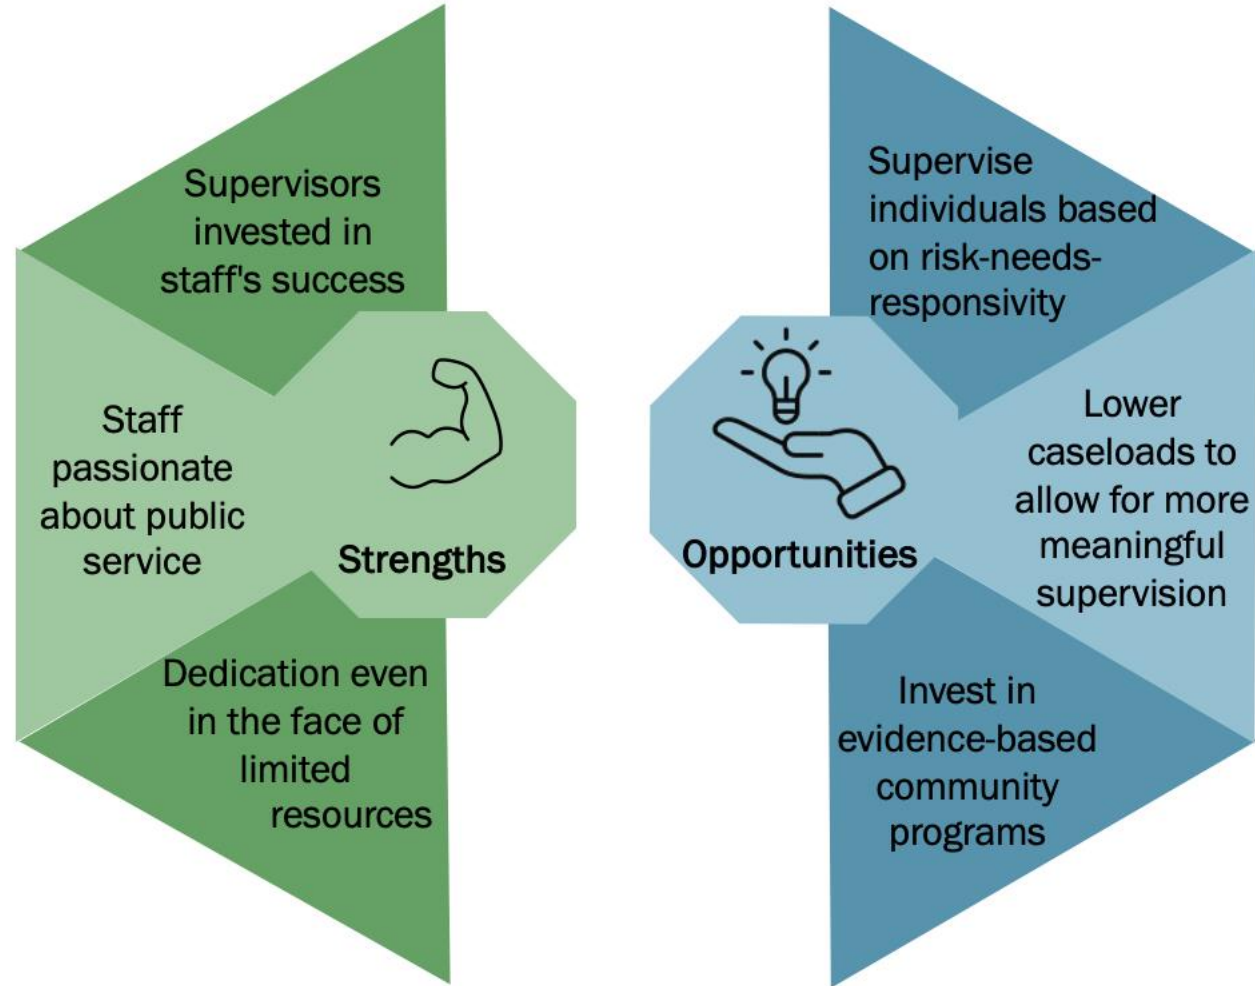 Supervisors
invested in
staff's success
Staff
passionate
about public
service
Strengths
Dedication even
in the face of
limited
resources
Supervise
individuals based
on risk-needs-
responsivity
Opportunities
Lower
caseloads to
allow for more
meaningful
supervision
Invest in
evidence-based
community
programs